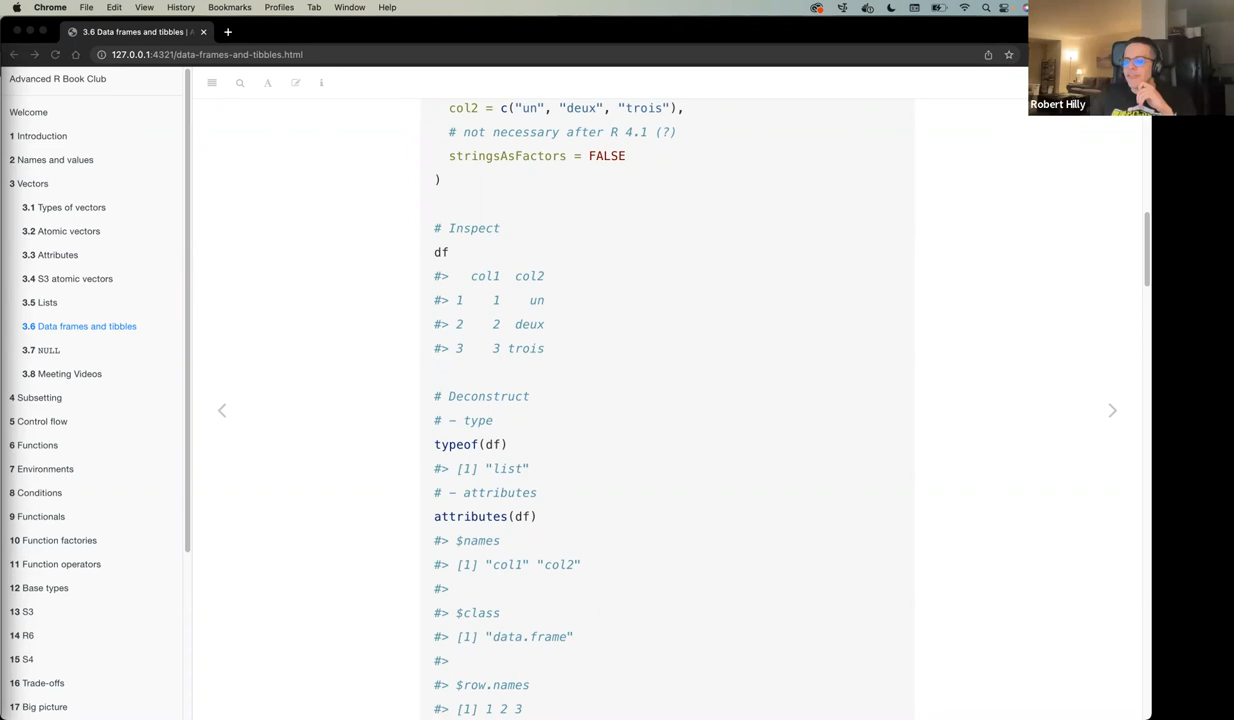 Chrome File Edit View History Bookmarks Profiles Tab Window Help
3.6 Data frames and tibbles | A
127.0.0.1:4321/data-frames-and-tibbles.html
Robert Hilly
Advanced R Book Club
Welcome
1 Introduction
2 Names and values
3 Vectors
3.1 Types of vectors
3.2 Atomic vectors
3.3 Attributes
3.4 S3 atomic vectors
3.5 Lists
3.6 Data frames and tibbles
3.7 NULL
3.8 Meeting Videos
4 Subsetting
5 Control flow
6 Functions
7 Environments
8 Conditions
9 Functionals
10 Function factories
11 Function operators
12 Base types
13 S3
14 R6
15 S4
16 Trade-offs
17 Big picture
col2 = c("un", "deux", "trois"),
# not necessary after R 4.1 (?)
stringsAsFactors = FALSE
)
# Inspect
df
#> col1 col2
#> 1 1 un
#> 2 2 deux
#> 3 3 trois
# Deconstruct
# - type
typeof(df)
#> [1] "list"
# - attributes
attributes(df)
#> $names
#> [1] "col1" "col2"
#>
#> $class
#> [1] "data.frame"
#>
#> $row.names
#> [1] 1 2 3